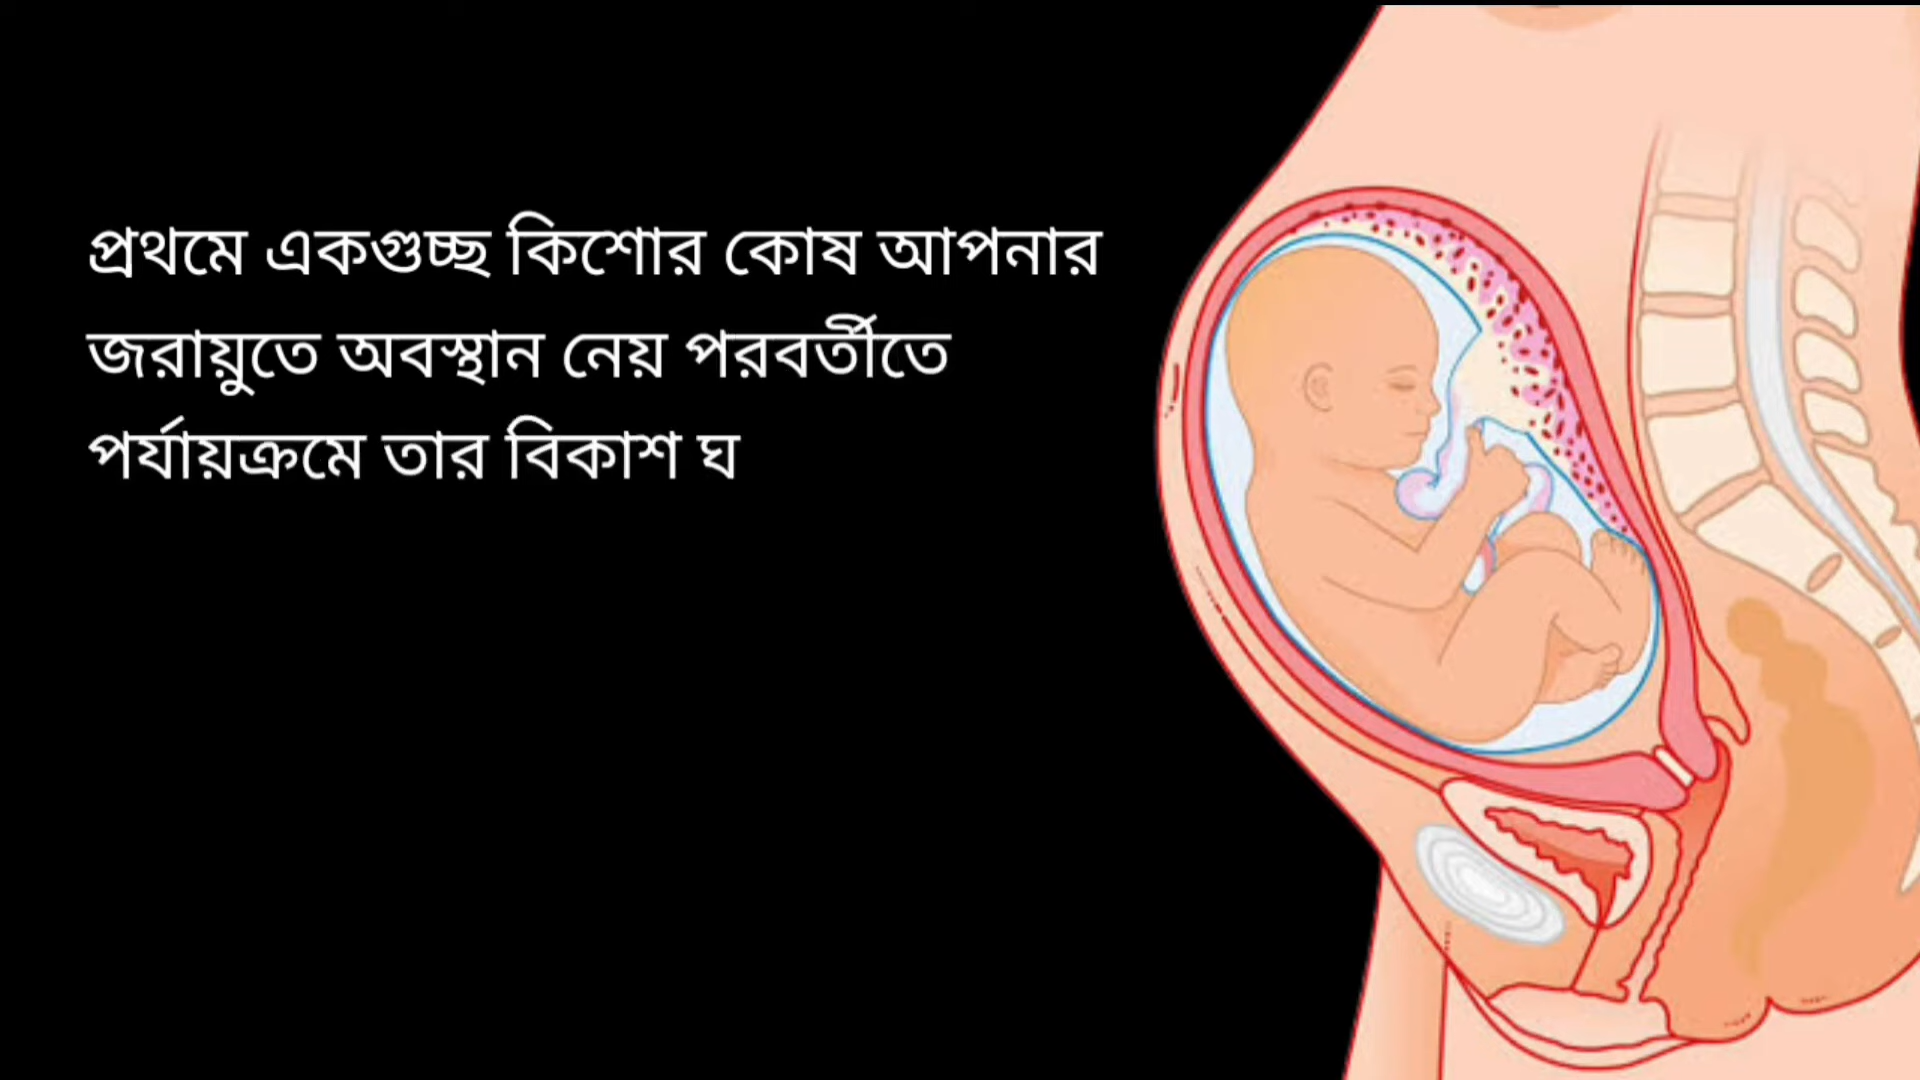 প্রথমে একগুচ্ছ কিশোর কোষ আপনার
জরায়ুতে অবস্থান নেয় পরবর্তীতে
পর্যায়ক্রমে তার বিকাশ ঘ